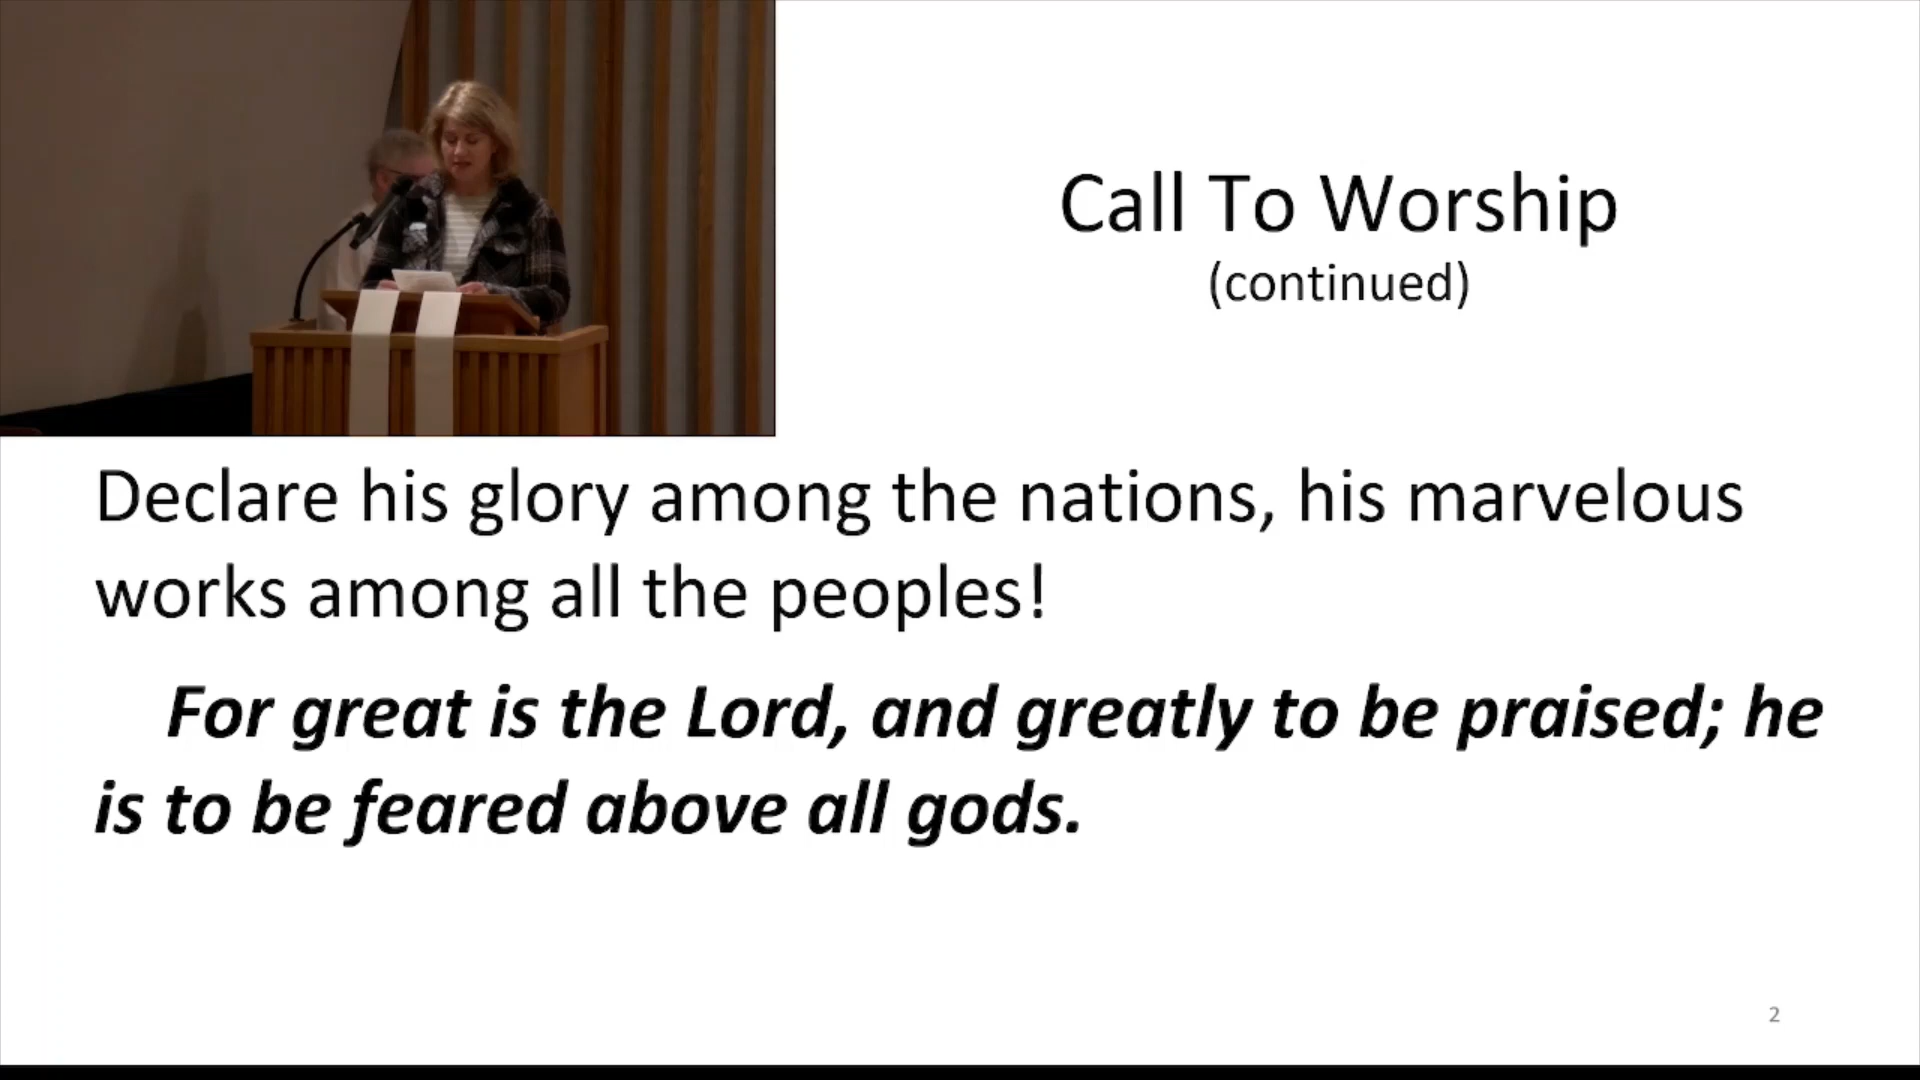 Call To Worship
(continued)
Declare his glory among the nations, his marvelous
works among all the peoples!
For great is the Lord, and greatly to be praised; he
is to be feared above all gods.
2